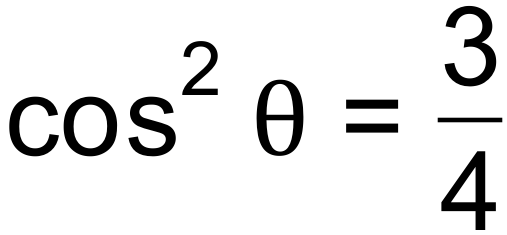 cos² θ = 3/4